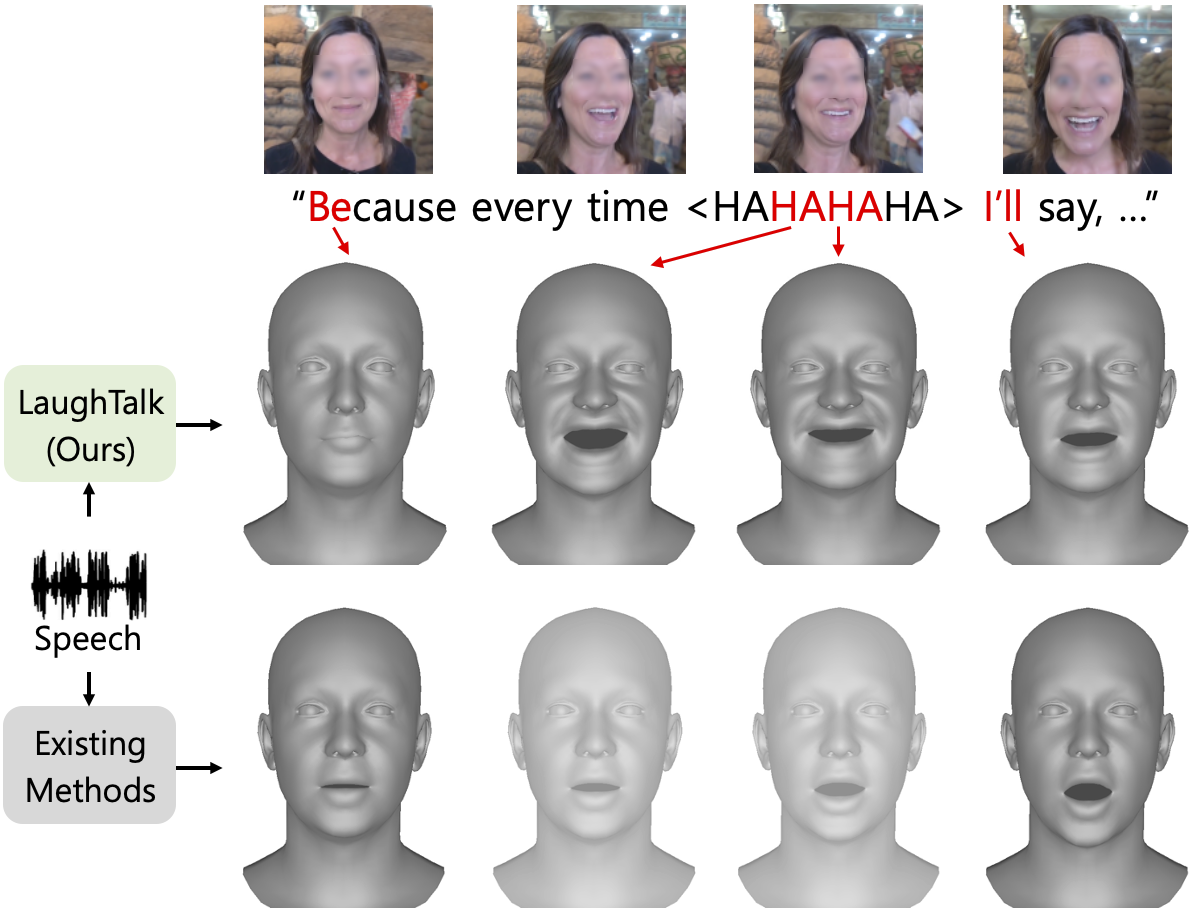 “Because every time <HAHAHAHA> I’ll say, …”
LaughTalk
(Ours)
Speech
Existing
Methods